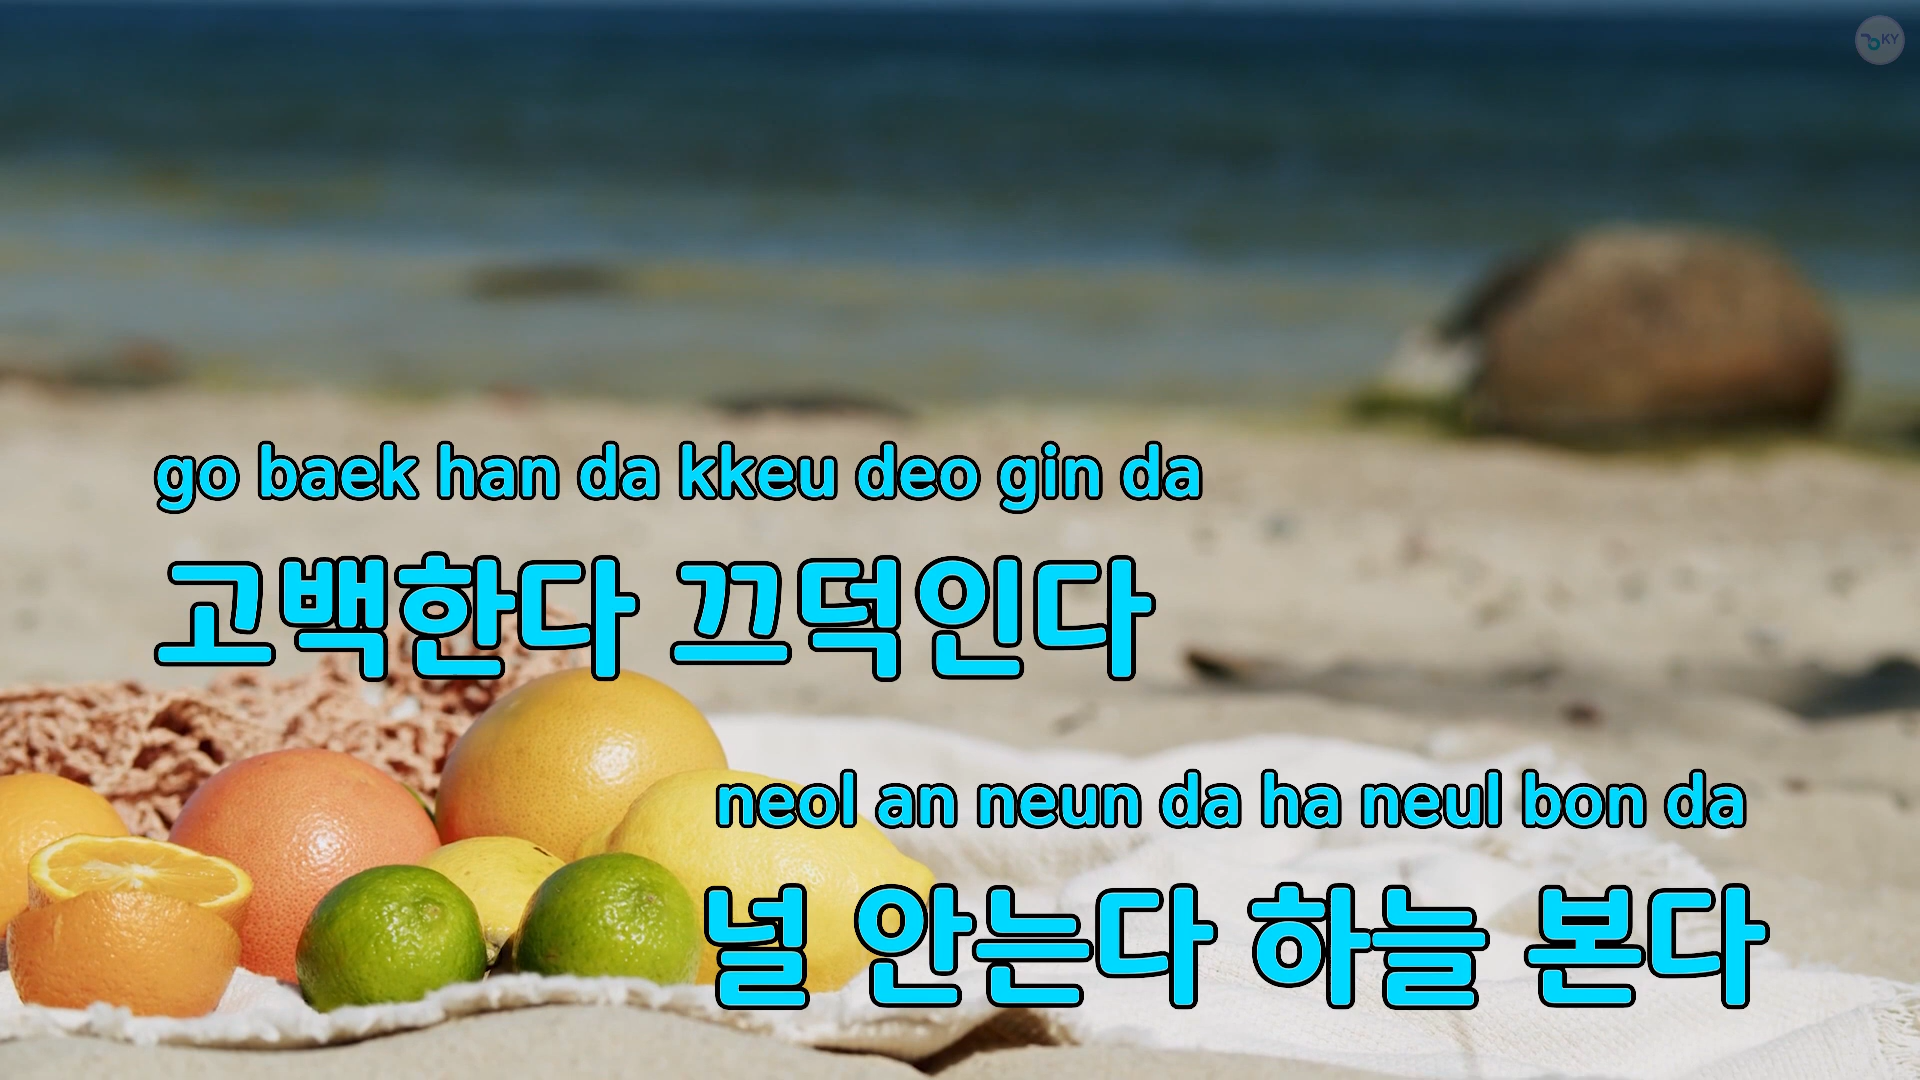 KY
go baek han da kkeu deo gin da
고백한다 끄덕인다
neol an neun da ha neul bon da
널 안는다 하늘 본다